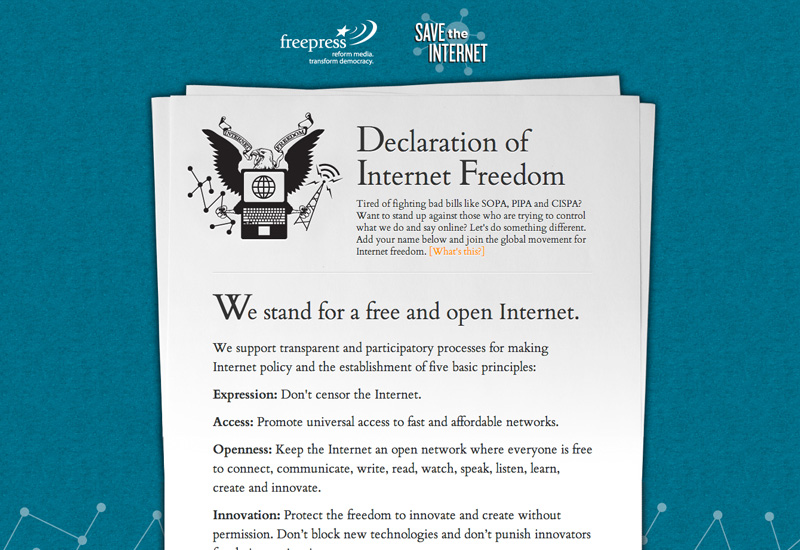 freepress
reform media.
transform democracy.
SAVE the
INTERNET
INTERNET FREEDOM
Declaration of
Internet Freedom
Tired of fighting bad bills like SOPA, PIPA and CISPA?
Want to stand up against those who are trying to control
what we do and say online? Let's do something different.
Add your name below and join the global movement for
Internet freedom. [What's this?]
We stand for a free and open Internet.
We support transparent and participatory processes for making
Internet policy and the establishment of five basic principles:
Expression: Don't censor the Internet.
Access: Promote universal access to fast and affordable networks.
Openness: Keep the Internet an open network where everyone is free
to connect, communicate, write, read, watch, speak, listen, learn,
create and innovate.
Innovation: Protect the freedom to innovate and create without
permission. Don’t block new technologies and don’t punish innovators